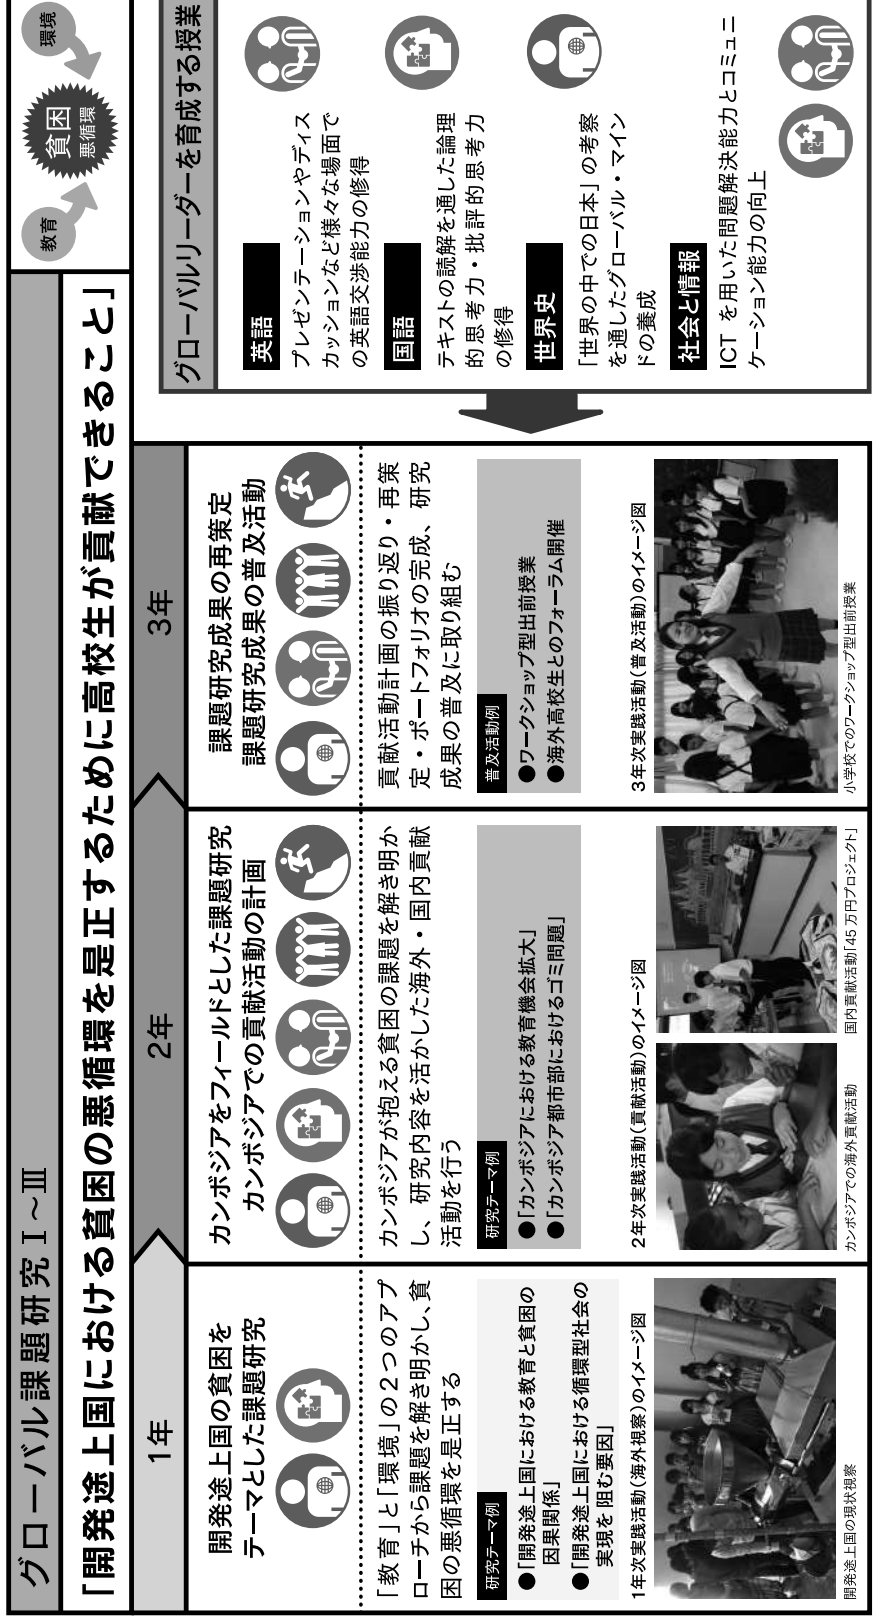 グローバル課題研究Ⅰ～Ⅲ
「開発途上国における貧困の悪循環を是正するために高校生が貢献できること」
教育
貧困
悪循環
環境
1年
開発途上国の貧困を
テーマとした課題研究
「教育」と「環境」の２つのアプ
ローチから課題を解き明かし、貧
困の悪循環を是正する
研究テーマ例
●「開発途上国における教育と貧困の
因果関係」
●「開発途上国における循環型社会の
実現を 阻む要因」
1年次実践活動（海外視察）のイメージ図
開発途上国の現状視察
2年
カンボジアをフィールドとした課題研究
カンボジアでの貢献活動の計画
カンボジアが抱える貧困の課題を解き明か
し、研究内容を活かした海外・国内貢献
活動を行う
研究テーマ例
●「カンボジアにおける教育機会拡大」
●「カンボジア都市部におけるゴミ問題」
2年次実践活動（貢献活動）のイメージ図
カンボジアでの海外貢献活動
国内貢献活動「45万円プロジェクト」
3年
課題研究成果の再策定
課題研究成果の普及活動
貢献活動計画の振り返り・再策
定・ポートフォリオの完成、研究
成果の普及に取り組む
普及活動例
●ワークショップ型出前授業
●海外高校生とのフォーラム開催
3年次実践活動（普及活動）のイメージ図
小学校でのワークショップ型出前授業
グローバルリーダーを育成する授業
英語
プレゼンテーションやディス
カッションなど様々な場面で
の英語交渉能力の修得
国語
テキストの読解を通した論理
的思考力・批評的思考力
の修得
世界史
「世界の中での日本」の考察
を通したグローバル・マイン
ドの養成
社会と情報
ICT を用いた問題解決能力とコミュニ
ケーション能力の向上